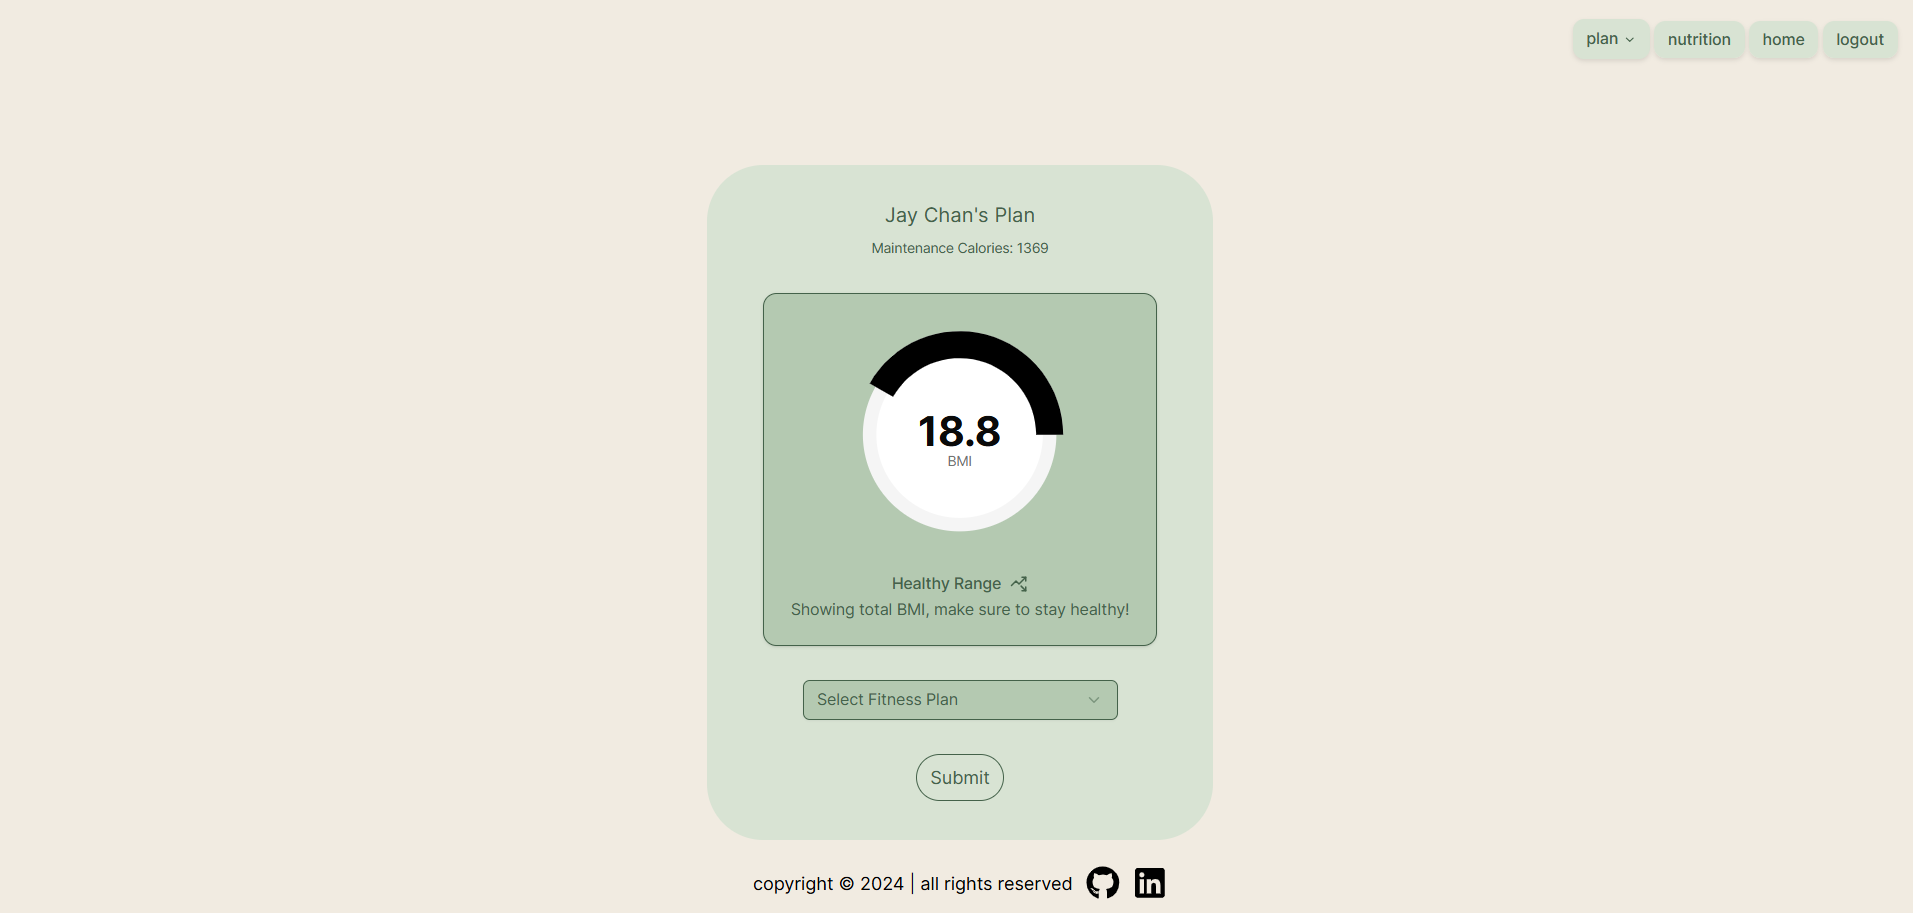 plan
nutrition
home
logout
Jay Chan's Plan
Maintenance Calories: 1369
18.8
BMI
Healthy Range
Showing total BMI, make sure to stay healthy!
Select Fitness Plan
Submit
copyright © 2024 | all rights reserved
in